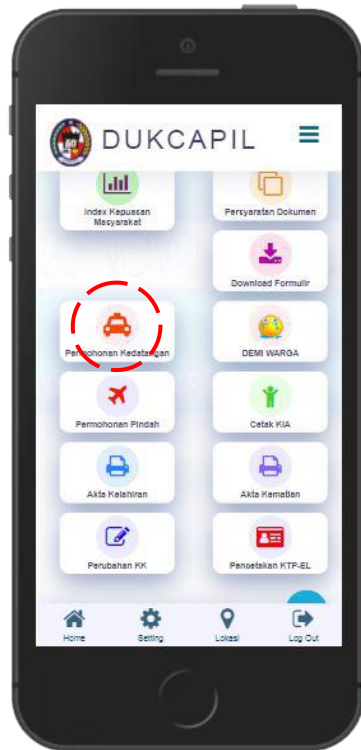 DUKCAPIL
Index Kepuasan
Masyarakat
Persyaratan Dokumen
Download Formulir
Permohonan Kedatangan
DEMI WARGA
Permohonan Pindah
Cetak KIA
Akta Kelahiran
Akta Kematian
Perubahan KK
Pencetakan KTP-EL
Home
Setting
Lokasi
Log Out